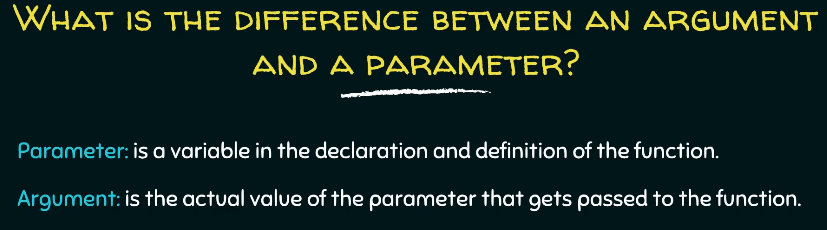 WHAT IS THE DIFFERENCE BETWEEN AN ARGUMENT
AND A PARAMETER?
Parameter: is a variable in the declaration and definition of the function.
Argument: is the actual value of the parameter that gets passed to the function.